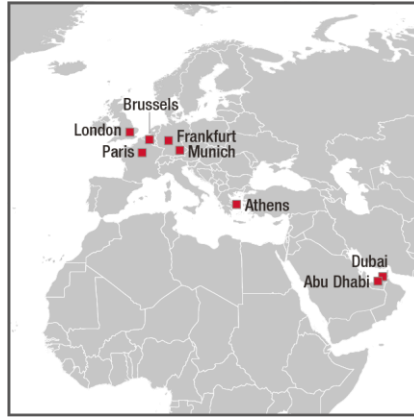 Brussels
London
Frankfurt
Paris
Munich
Athens
Dubai
Abu Dhabi